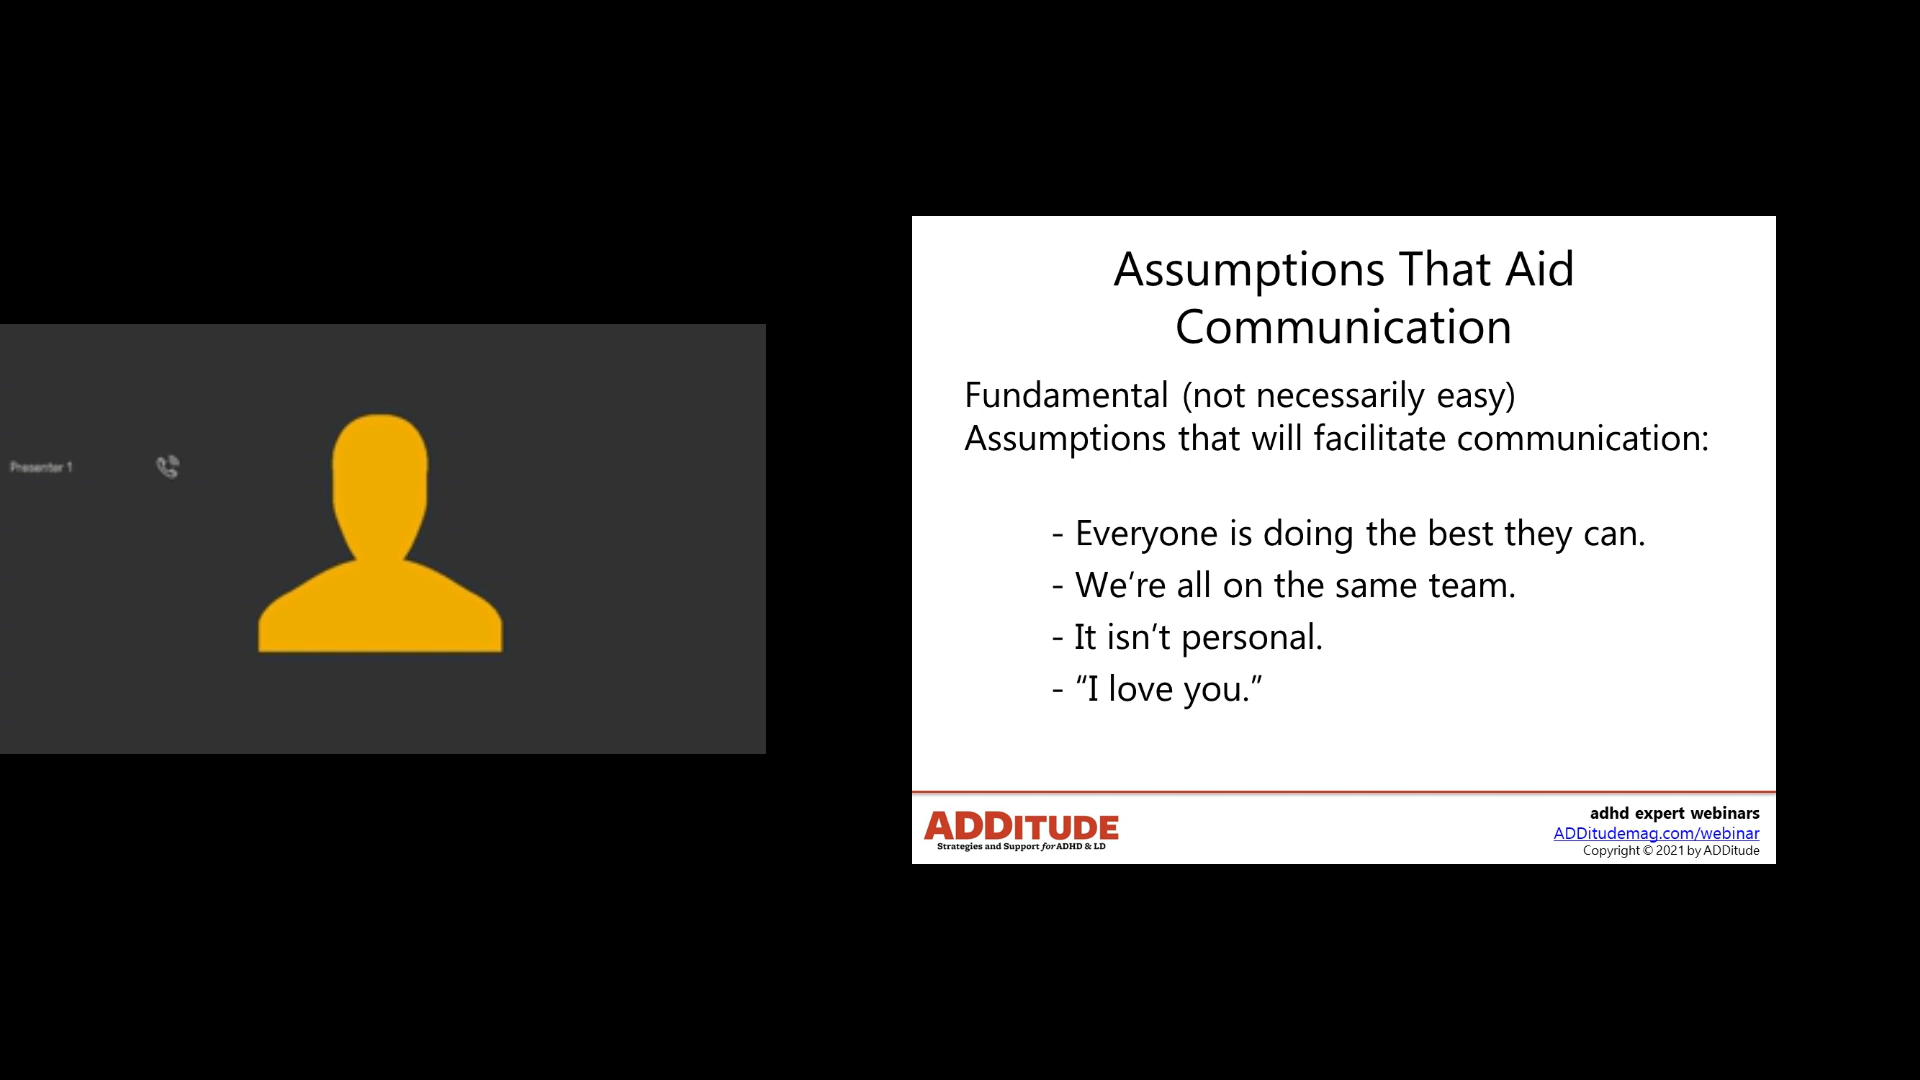 Presenter 1
Assumptions That Aid
Communication
Fundamental (not necessarily easy)
Assumptions that will facilitate communication:
- Everyone is doing the best they can.
- We’re all on the same team.
- It isn’t personal.
- “I love you.”
ADDITUDE
Strategies and Support for ADHD & LD
adhd expert webinars
ADDitudemag.com/webinar
Copyright © 2021 by ADDitude